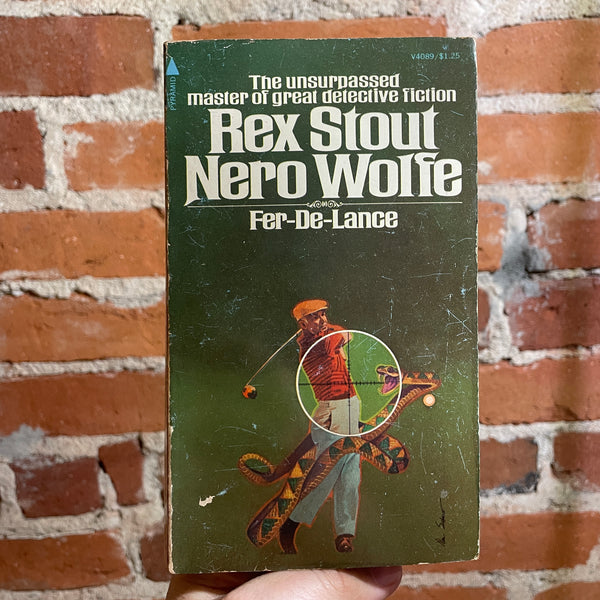 PYRAMID
V4089/$1.25
The unsurpassed
master of great detective fiction
Rex Stout
Nero Wolfe
Fer-De-Lance